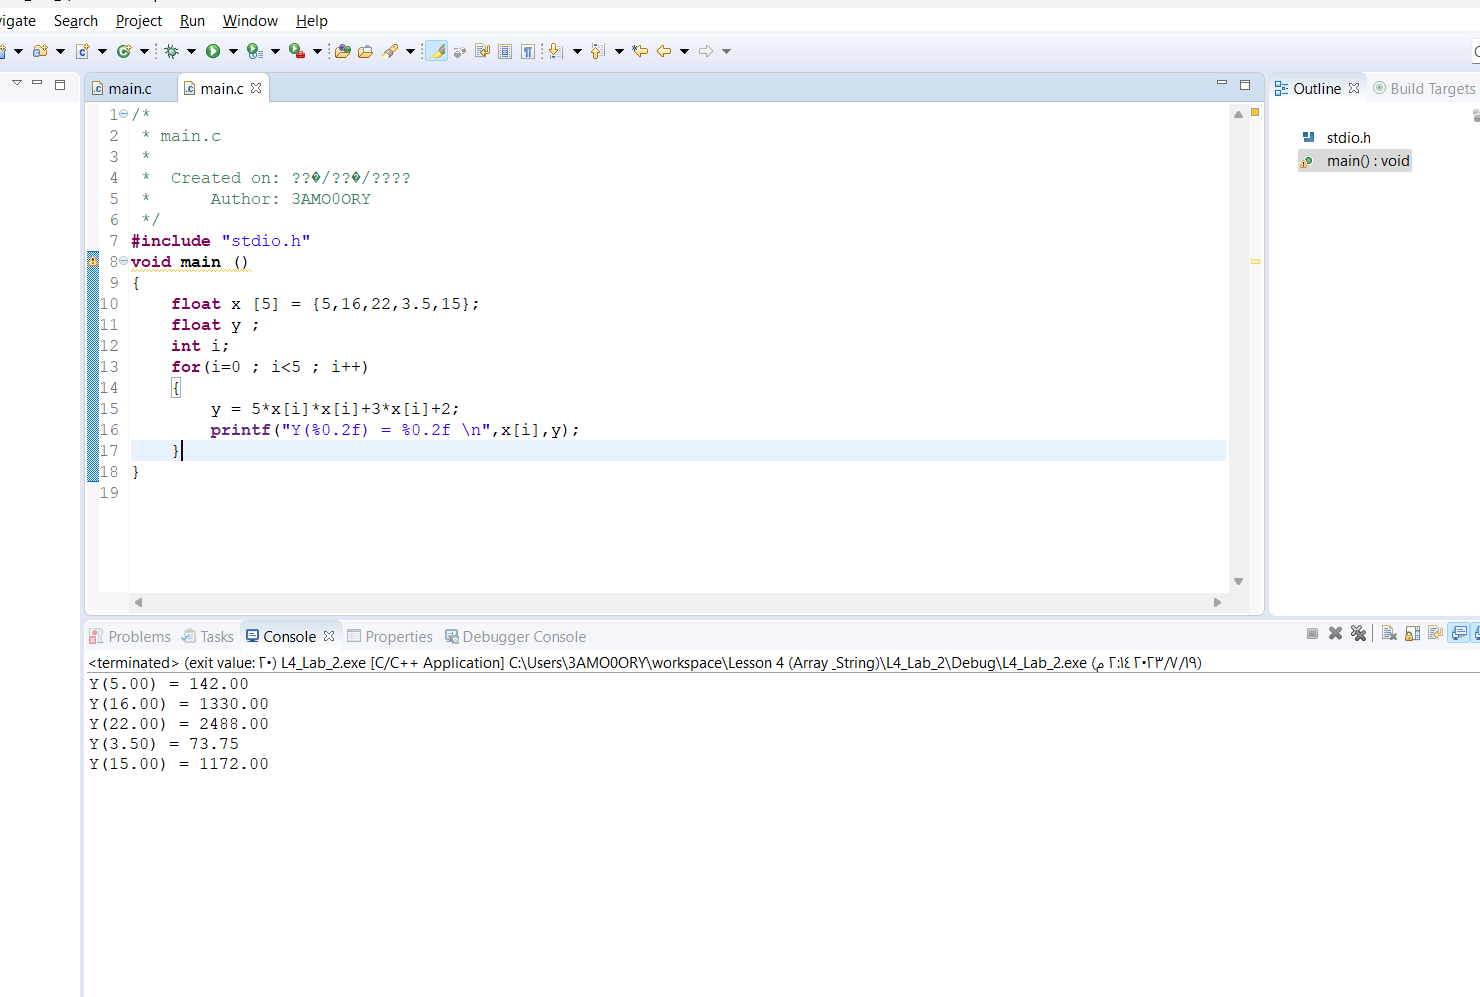 Search Project Run Window Help
main.c main.c
Outline Build Targets
stdio.h
main() : void
1 /*
2  * main.c
3  *
4  *  Created on: ??�/??�/????
5  *      Author: 3AMO0ORY
6  */
7 #include "stdio.h"
8 void main ()
9 {
10     float x [5] = {5,16,22,3.5,15};
11     float y ;
12     int i;
13     for(i=0 ; i<5 ; i++)
14     {
15         y = 5*x[i]*x[i]+3*x[i]+2;
16         printf("Y(%0.2f) = %0.2f \n",x[i],y);
17     }
18 }
19
Problems Tasks Console Properties Debugger Console
<terminated> (exit value: ٢٠) L4_Lab_2.exe [C/C++ Application] C:\Users\3AMO0ORY\workspace\Lesson 4 (Array _String)\L4_Lab_2\Debug\L4_Lab_2.exe (م ٢:١٤ ٢٠٢٣/٧/١٩)
Y(5.00) = 142.00
Y(16.00) = 1330.00
Y(22.00) = 2488.00
Y(3.50) = 73.75
Y(15.00) = 1172.00